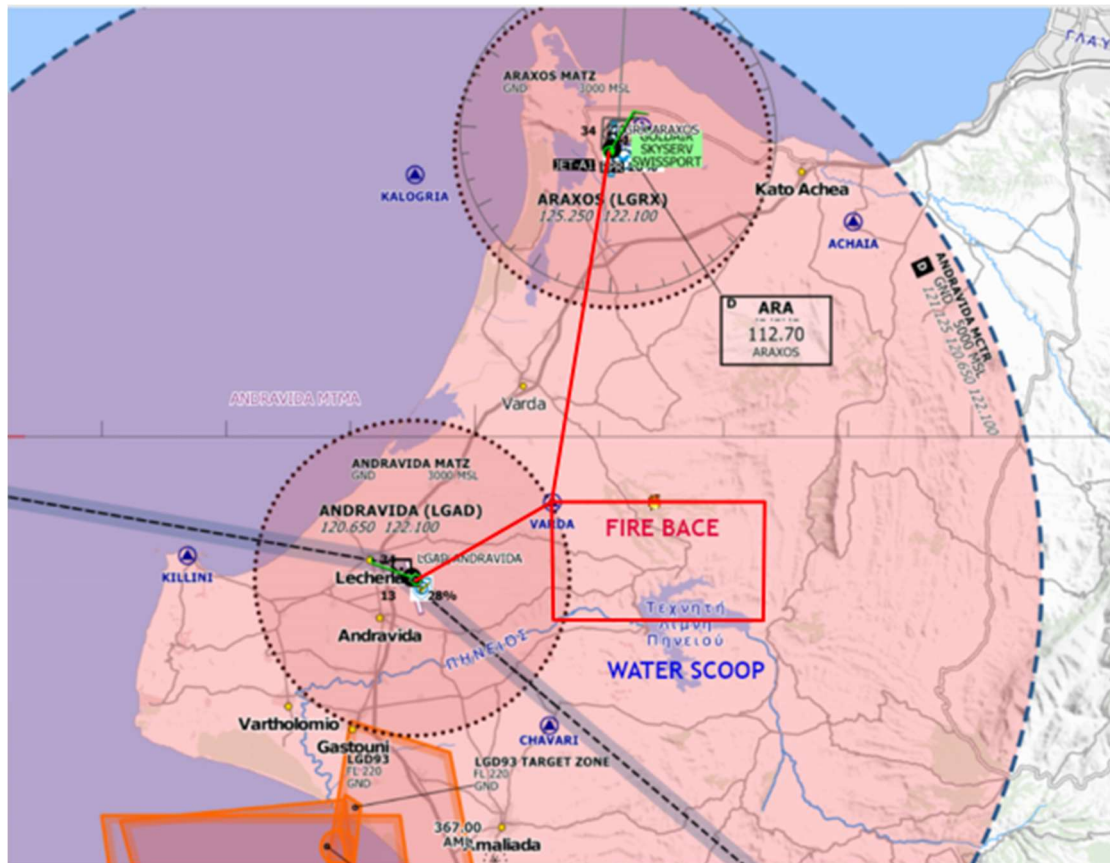 ΓΛΑΥ
ARAXOS MATZ
GND 3000 MSL
34
ARAXOS
GOLDAIR
SKYSERV
SWISSPORT
JET-A1
KALOGRIA
ARAXOS (LGRX)
125.250 122.100
Kato Achea
ACHAIA
D
ANDRAVIDA MCTR
GND 5000 MSL
121.125 120.650 122.100
D
ARA
112.70
ARAXOS
ANDRAVIDA MTMA
Varda
ANDRAVIDA MATZ
GND 3000 MSL
ANDRAVIDA (LGAD)
120.650 122.100
VARDA
FIRE BACE
LGAD ANDRAVIDA
KILLINI
Lechena
13 28%
Andravida
Τεχνητή
Λίμνη
Πηνειού
ΠΗΝΕΙΟΣ
WATER SCOOP
Vartholomio
Gastouni
CHAVARI
LGD93
FL 220
GND
LGD93 TARGET ZONE
FL 220
GND
367.00
Amaliada